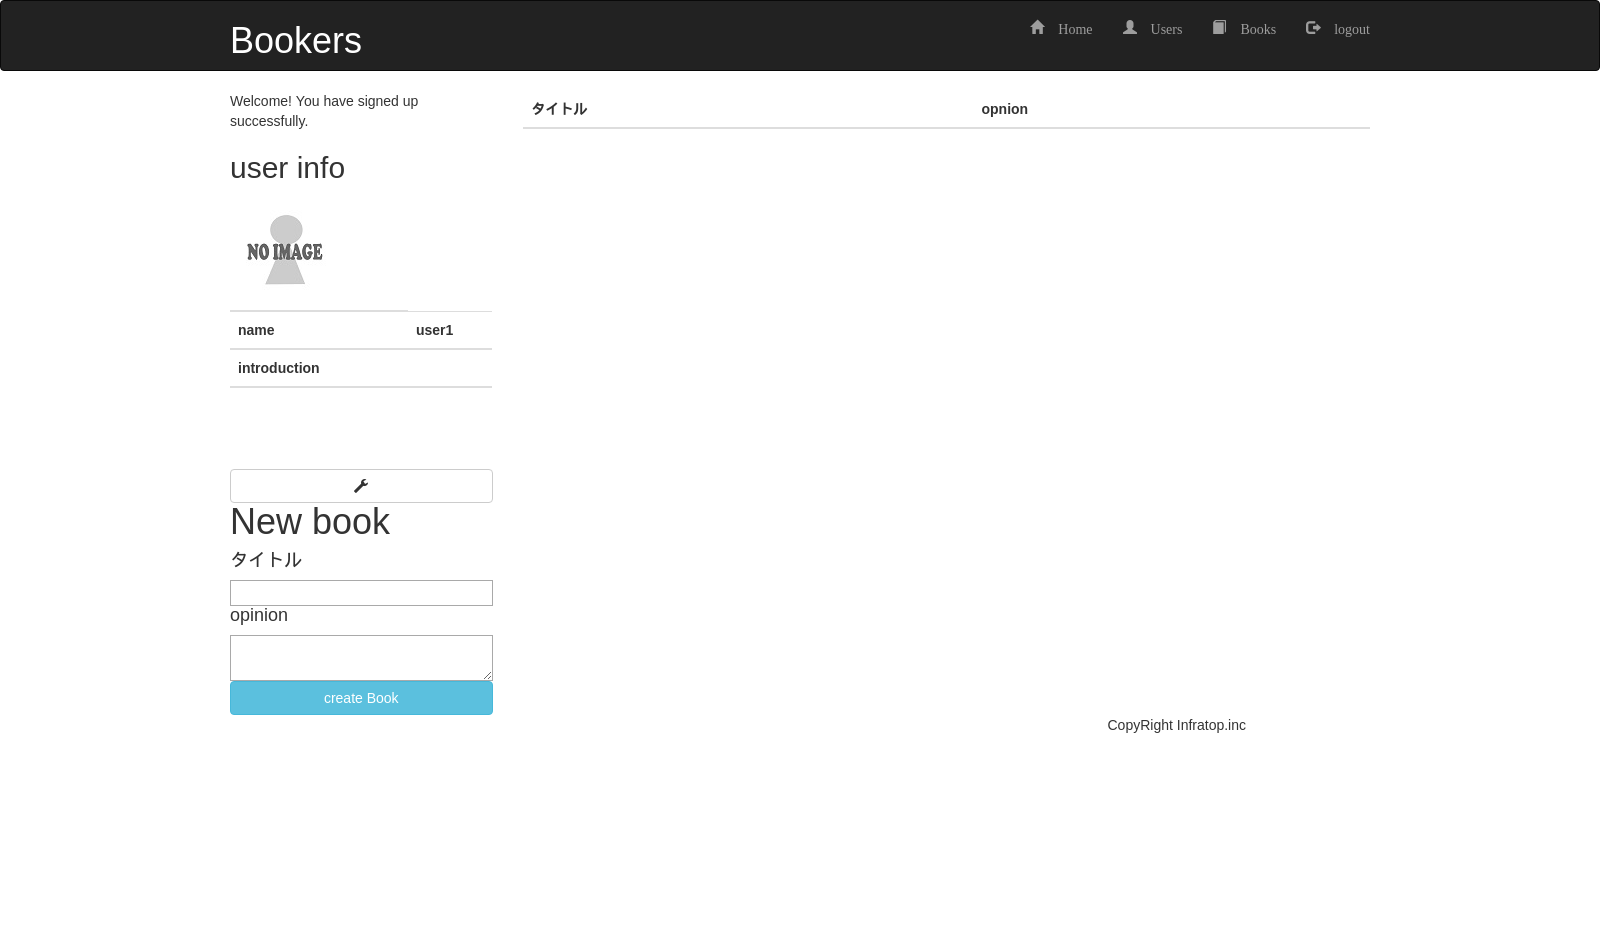 Bookers
Home
Users
Books
logout
Welcome! You have signed up
successfully.
user info
NO IMAGE
name user1
introduction
New book
タイトル
opinion
create Book
タイトル opnion
CopyRight Infratop.inc